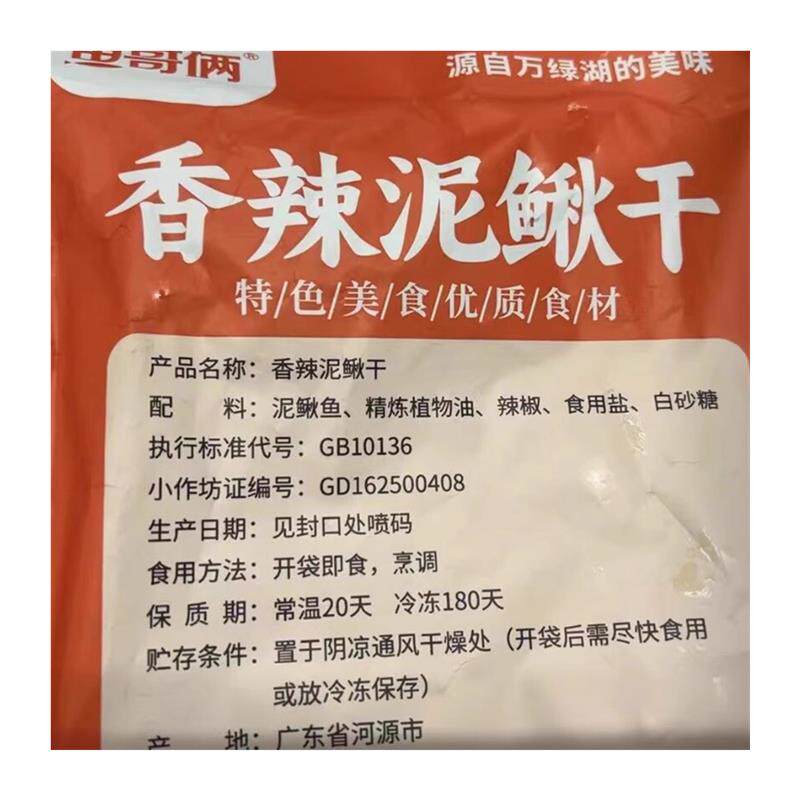 哥俩®
源自万绿湖的美味
香辣泥鳅干
特/色/美/食/优/质/食/材
产品名称：香辣泥鳅干
配 料：泥鳅鱼、精炼植物油、辣椒、食用盐、白砂糖
执行标准代号：GB10136
小作坊证编号：GD162500408
生产日期：见封口处喷码
食用方法：开袋即食，烹调
保 质 期：常温20天 冷冻180天
贮存条件：置于阴凉通风干燥处（开袋后需尽快食用
或放冷冻保存）
产 地：广东省河源市